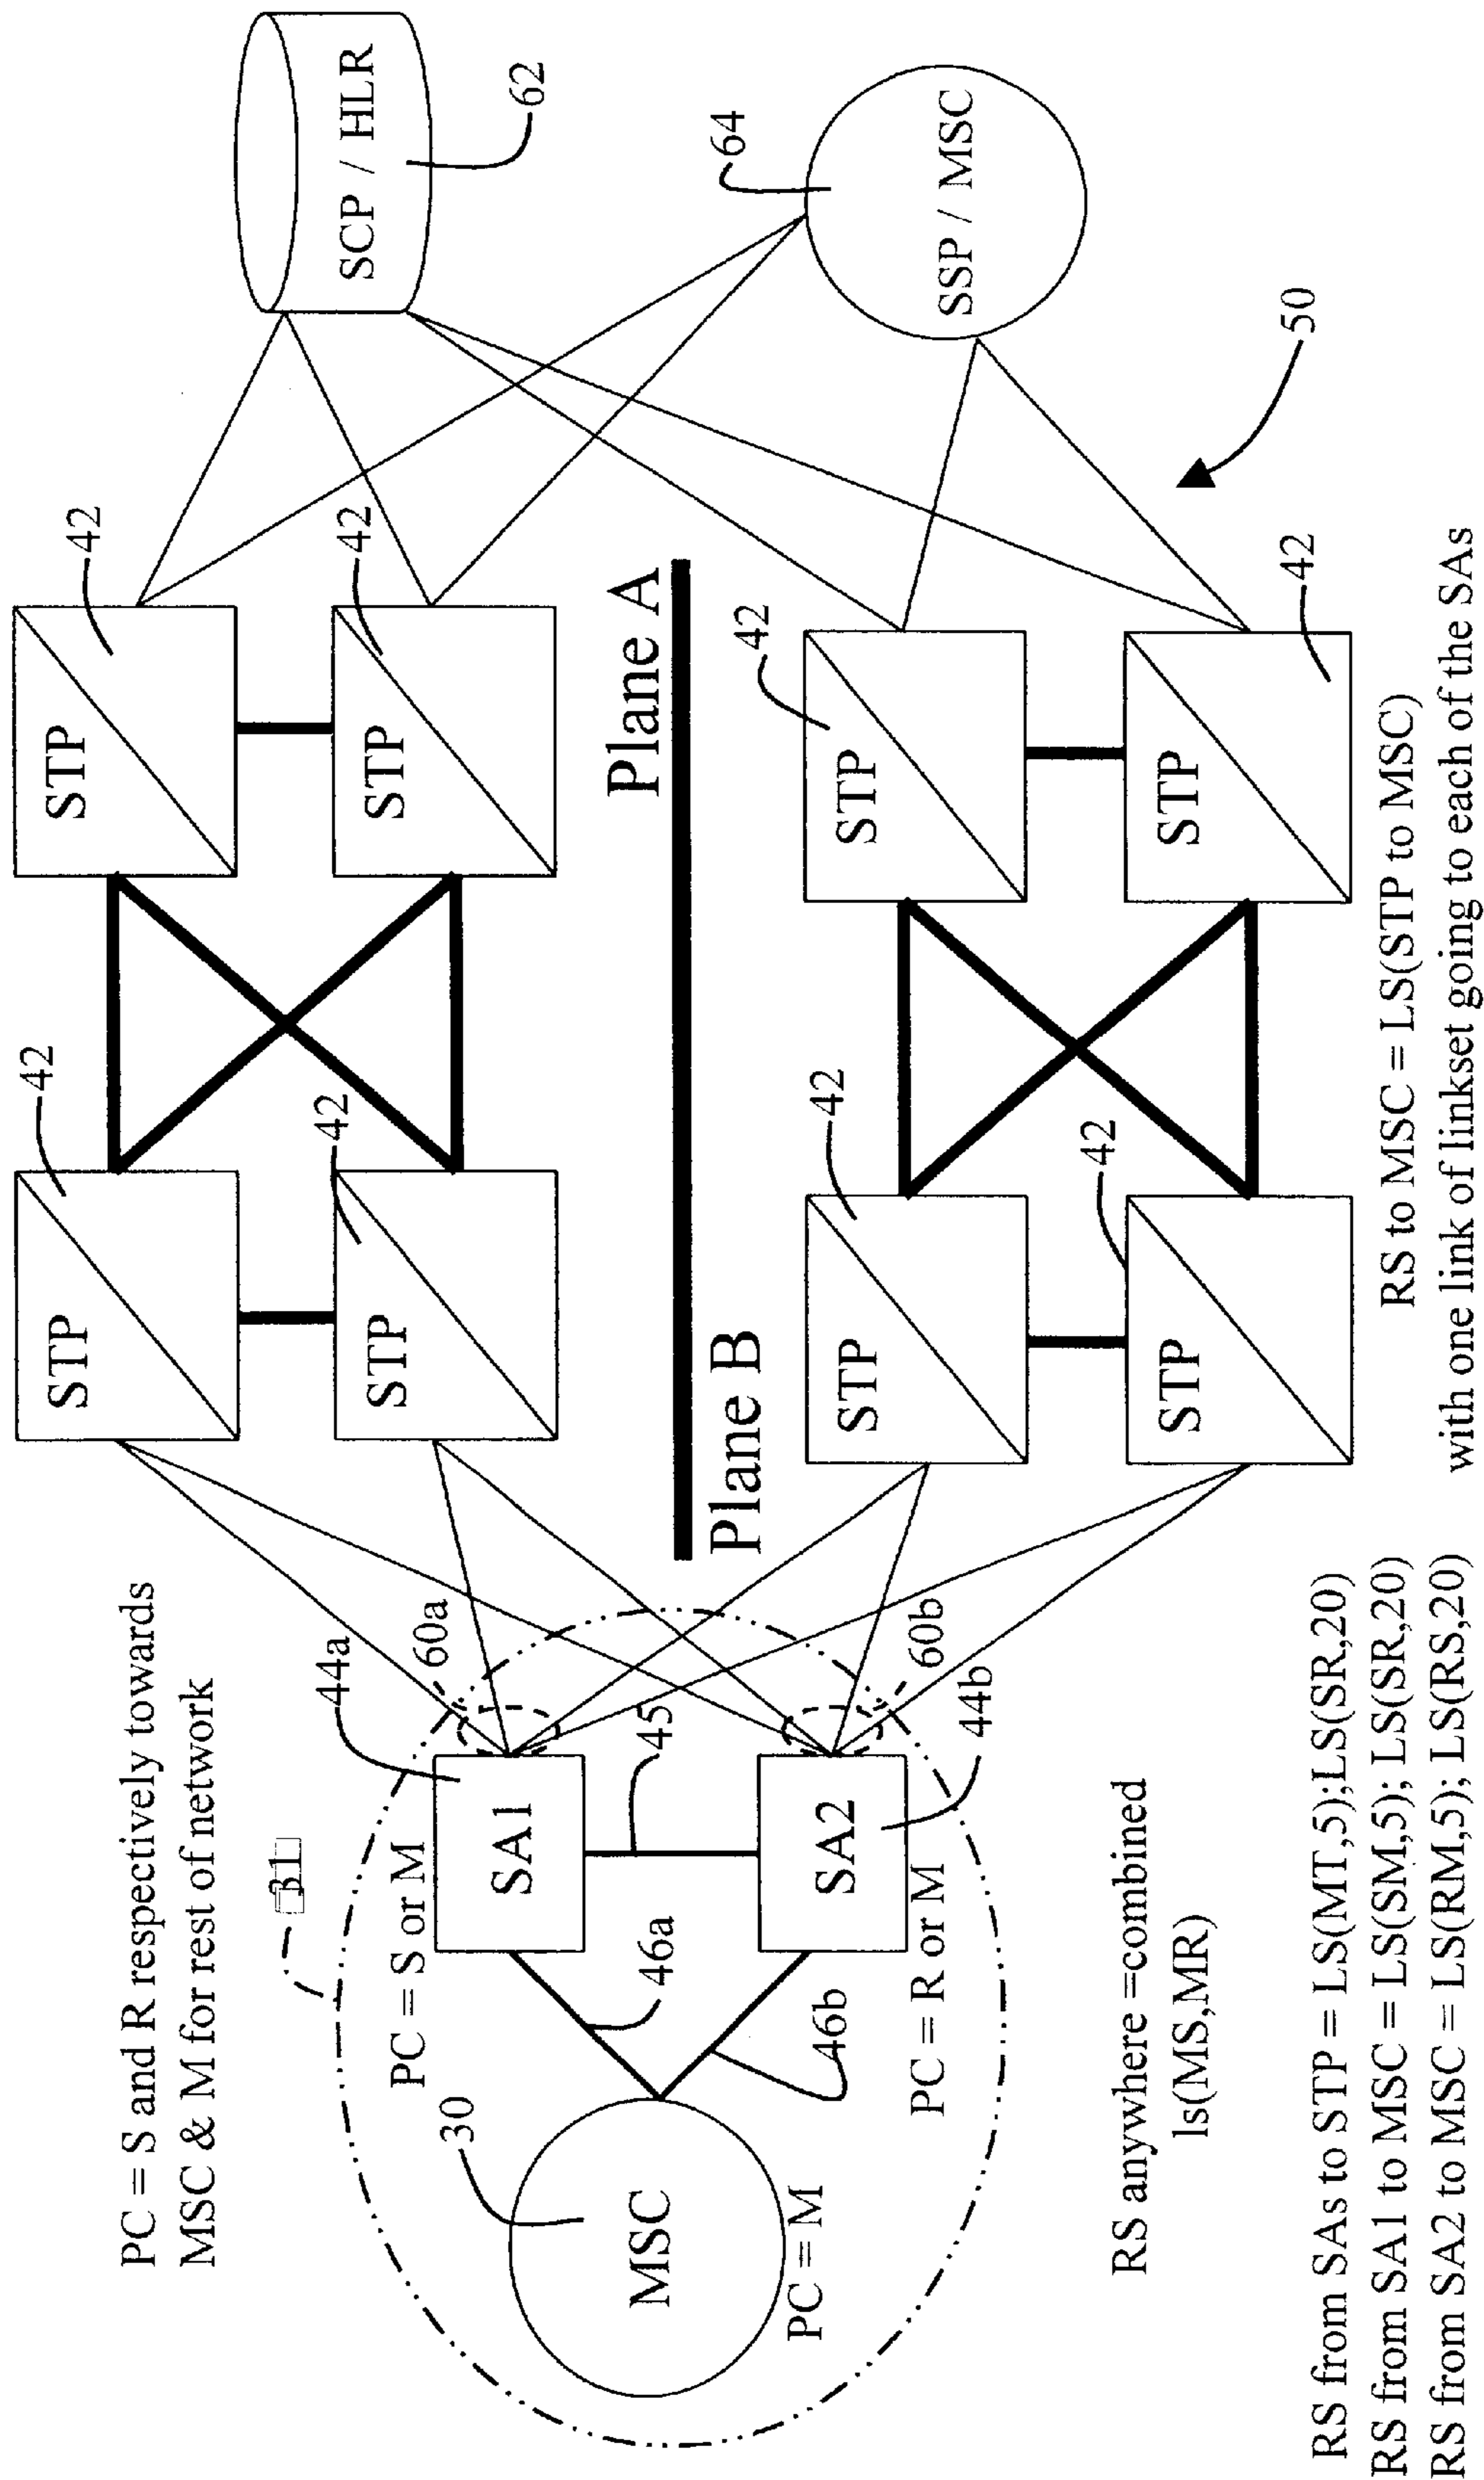 PC = S and R respectively towards
MSC & M for rest of network
31
30
MSC
PC = M
PC = S or M
SA1
44a
60a
46a
45
46b
SA2
PC = R or M
44b
60b
RS anywhere =combined
ls(MS,MR)
STP
42
STP
42
STP
42
STP
42
Plane A
Plane B
STP
42
STP
42
STP
42
STP
42
SCP / HLR
62
64
SSP / MSC
50
RS from SAs to STP = LS(MT,5);LS(SR,20)
RS from SA1 to MSC = LS(SM,5); LS(SR,20)
RS from SA2 to MSC = LS(RM,5); LS(RS,20)
RS to MSC = LS(STP to MSC)
with one link of linkset going to each of the SAs